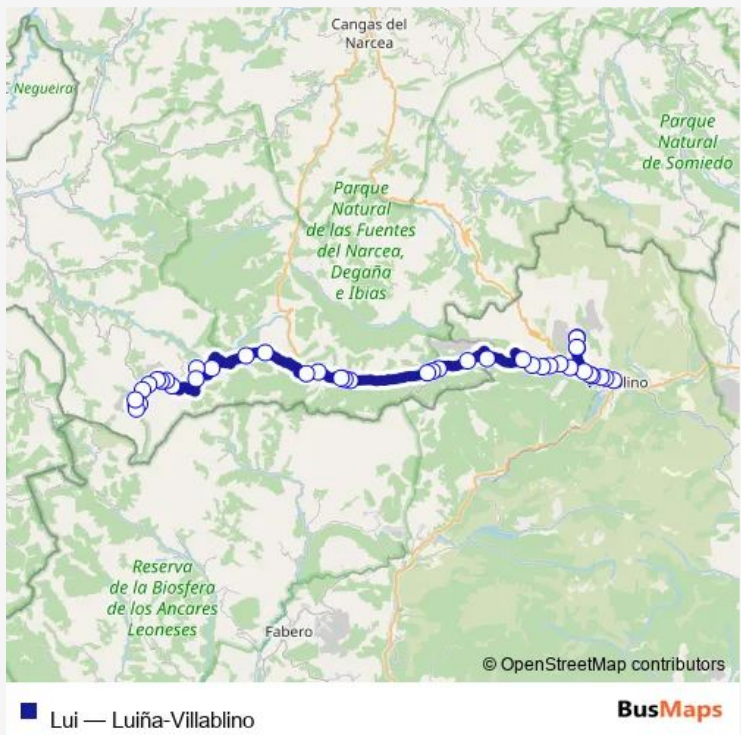 Cangas del
Narcea
Negueira
Parque
Natural
de Somiedo
Parque
Natural
de las Fuentes
del Narcea,
Degaña
e Ibias
lino
Reserva
de la Biosfera
de los Ancares
Leoneses
Fabero
© OpenStreetMap contributors
Lui — Luiña-Villablino
BusMaps